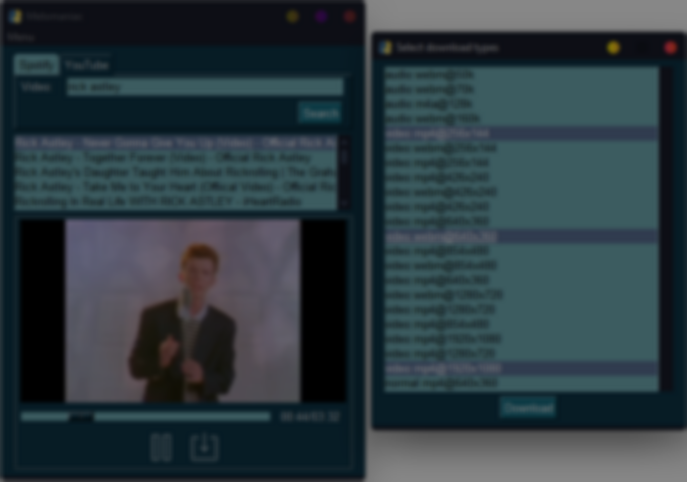 Menu
Spotify YouTube
Video: rick astley
Search
Rick Astley - Never Gonna Give You Up (Video) - Official Rick As
Rick Astley - Together Forever (Video) - Official Rick Astley
Rick Astley's Daughter Taught Him About Rickrolling | The Graha
Rick Astley - Take Me to Your Heart (Official Video) - Official Ric
Rickrolling In Real Life WITH RICK ASTLEY - iHeartRadio
Select download types
audio:webm@50k
audio:webm@70k
audio:m4a@128k
audio:webm@160k
video:mp4@256x144
video:webm@256x144
video:mp4@256x144
video:mp4@426x240
video:webm@426x240
video:mp4@426x240
video:mp4@640x360
video:webm@640x360
video:mp4@854x480
video:webm@854x480
video:mp4@640x360
video:webm@1280x720
video:mp4@1280x720
video:mp4@854x480
video:mp4@1920x1080
video:mp4@1280x720
video:mp4@1920x1080
normal:mp4@640x360
Download